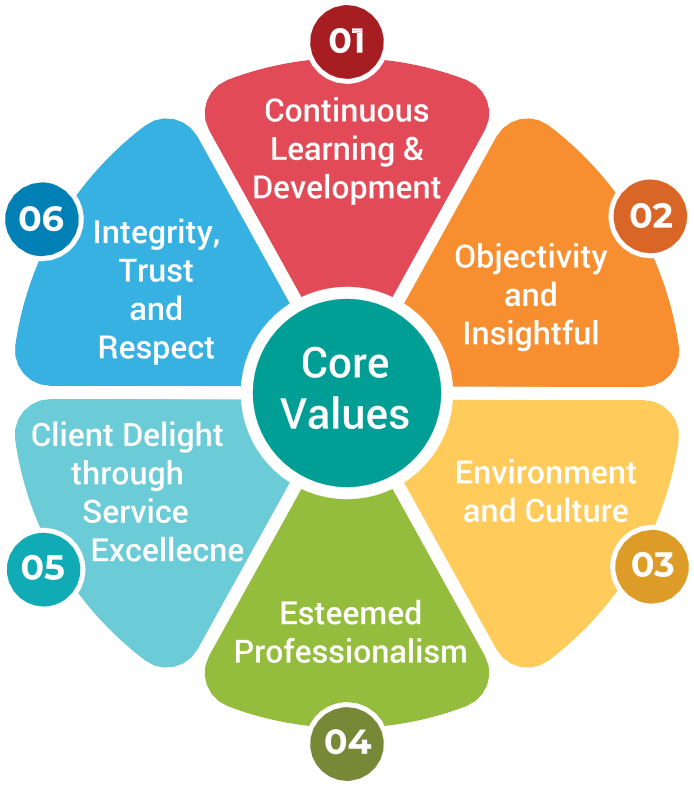 01
Continuous
Learning &
Development
02
Objectivity
and
Insightful
03
Environment
and Culture
04
Esteemed
Professionalism
05
Client Delight
through
Service
Excellecne
06
Integrity,
Trust
and
Respect
Core
Values